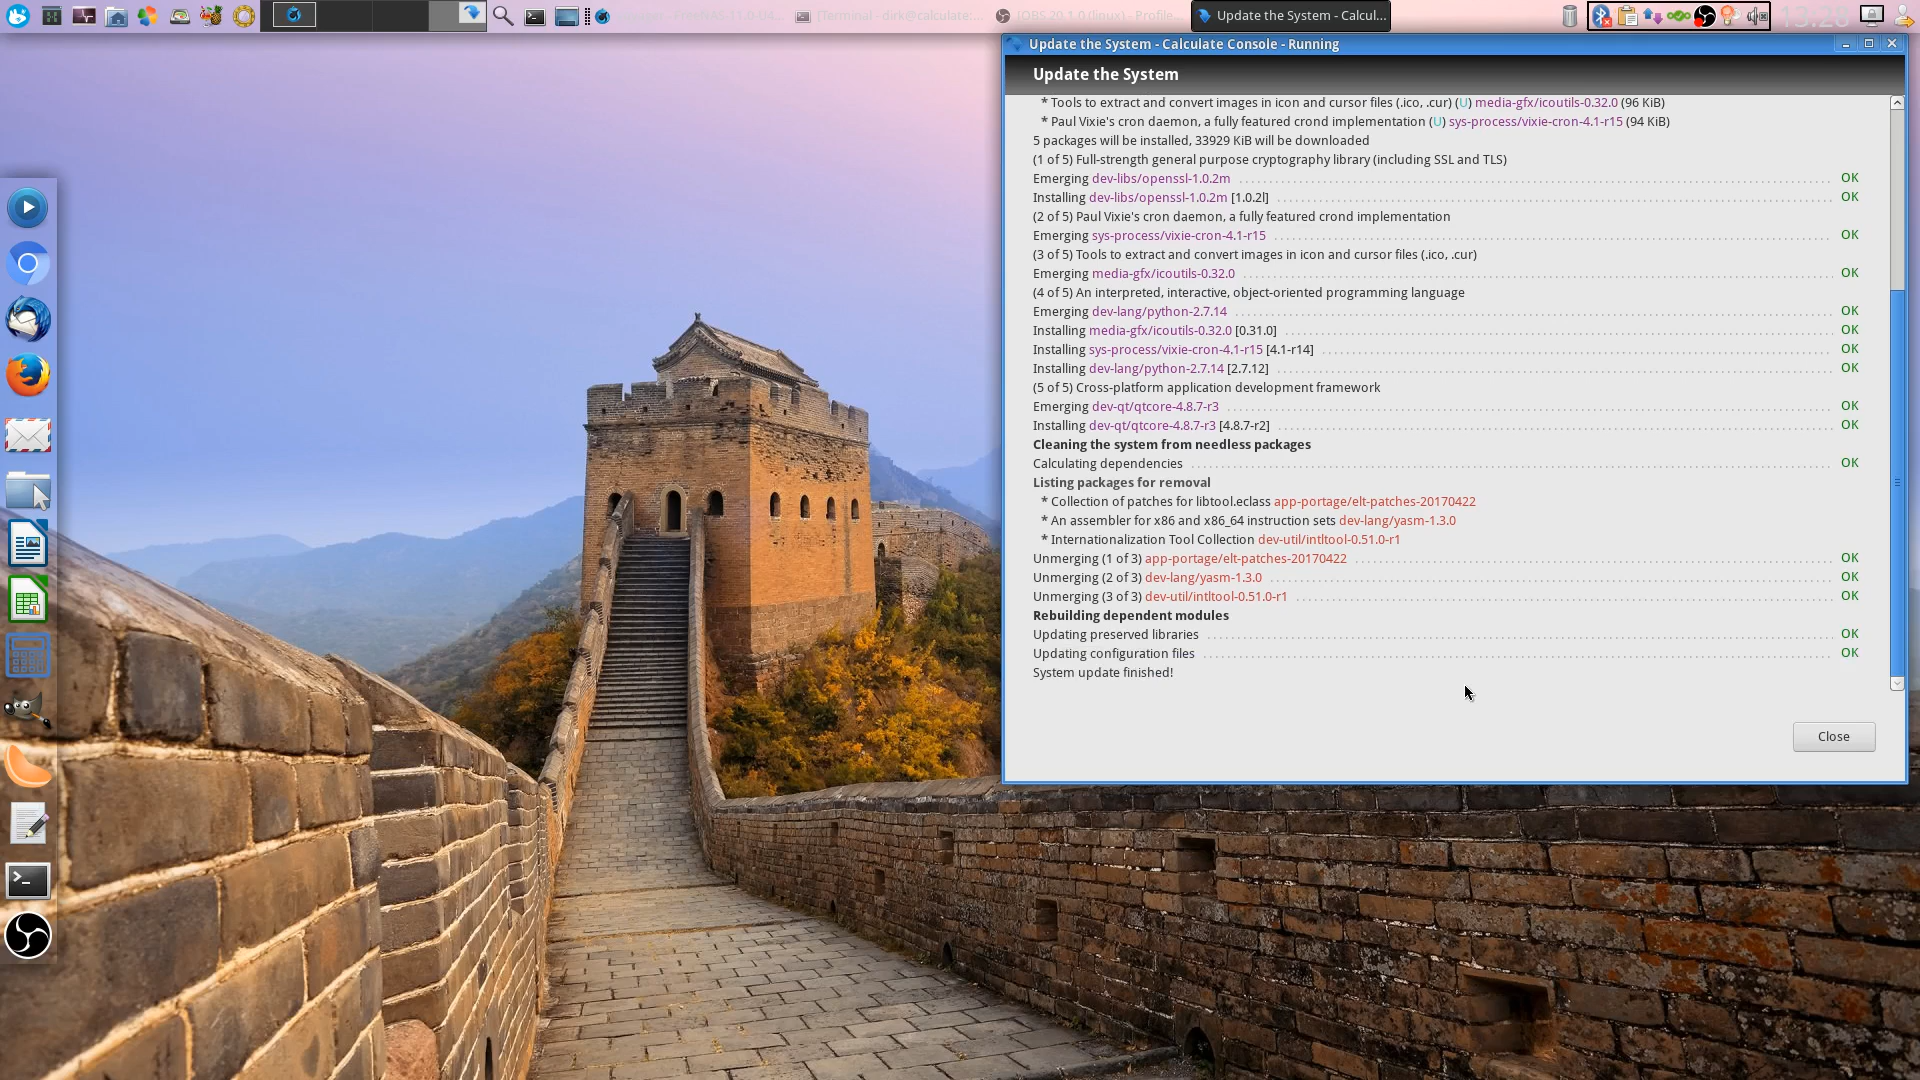 [Terminal - dirk@calculate:...
[OBS 20.1.0 (linux) - Profile...
Update the System - Calcul...
13:28
Update the System - Calculate Console - Running
Update the System
* Tools to extract and convert images in icon and cursor files (.ico, .cur) (U) media-gfx/icoutils-0.32.0 (96 KiB)
* Paul Vixie's cron daemon, a fully featured crond implementation (U) sys-process/vixie-cron-4.1-r15 (94 KiB)
5 packages will be installed, 33929 KiB will be downloaded
(1 of 5) Full-strength general purpose cryptography library (including SSL and TLS)
Emerging dev-libs/openssl-1.0.2m OK
Installing dev-libs/openssl-1.0.2m [1.0.2l] OK
(2 of 5) Paul Vixie's cron daemon, a fully featured crond implementation
Emerging sys-process/vixie-cron-4.1-r15 OK
(3 of 5) Tools to extract and convert images in icon and cursor files (.ico, .cur)
Emerging media-gfx/icoutils-0.32.0 OK
(4 of 5) An interpreted, interactive, object-oriented programming language
Emerging dev-lang/python-2.7.14 OK
Installing media-gfx/icoutils-0.32.0 [0.31.0] OK
Installing sys-process/vixie-cron-4.1-r15 [4.1-r14] OK
Installing dev-lang/python-2.7.14 [2.7.12] OK
(5 of 5) Cross-platform application development framework
Emerging dev-qt/qtcore-4.8.7-r3 OK
Installing dev-qt/qtcore-4.8.7-r3 [4.8.7-r2] OK
Cleaning the system from needless packages
Calculating dependencies OK
Listing packages for removal
* Collection of patches for libtool.eclass app-portage/elt-patches-20170422
* An assembler for x86 and x86_64 instruction sets dev-lang/yasm-1.3.0
* Internationalization Tool Collection dev-util/intltool-0.51.0-r1
Unmerging (1 of 3) app-portage/elt-patches-20170422 OK
Unmerging (2 of 3) dev-lang/yasm-1.3.0 OK
Unmerging (3 of 3) dev-util/intltool-0.51.0-r1 OK
Rebuilding dependent modules
Updating preserved libraries OK
Updating configuration files OK
System update finished!
Close